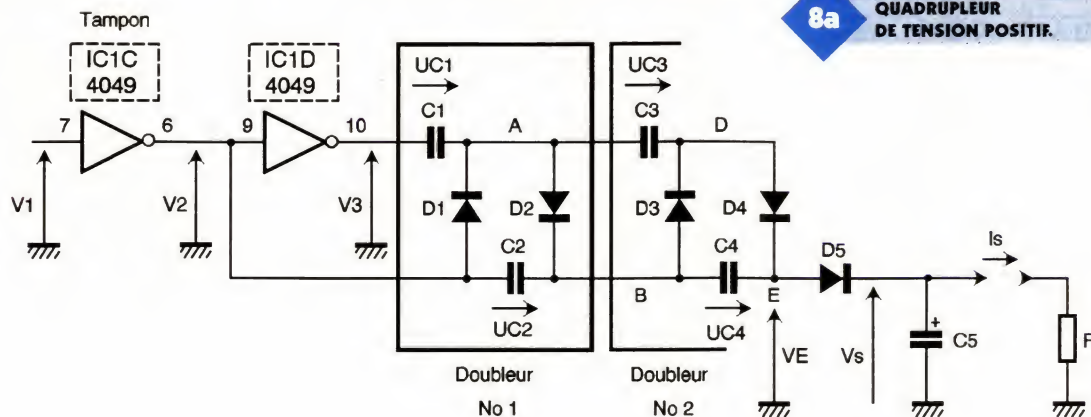 8a
QUADRUPLEUR
DE TENSION POSITIF.
Tampon
IC1C
4049
IC1D
4049
UC1
UC3
C1
A
C3
D
7
6
9
10
V1
V2
V3
D1
D2
D3
D4
C2
C4
D5
Is
B
E
UC2
UC4
VE
Vs
+
C5
Doubleur
No 1
Doubleur
No 2